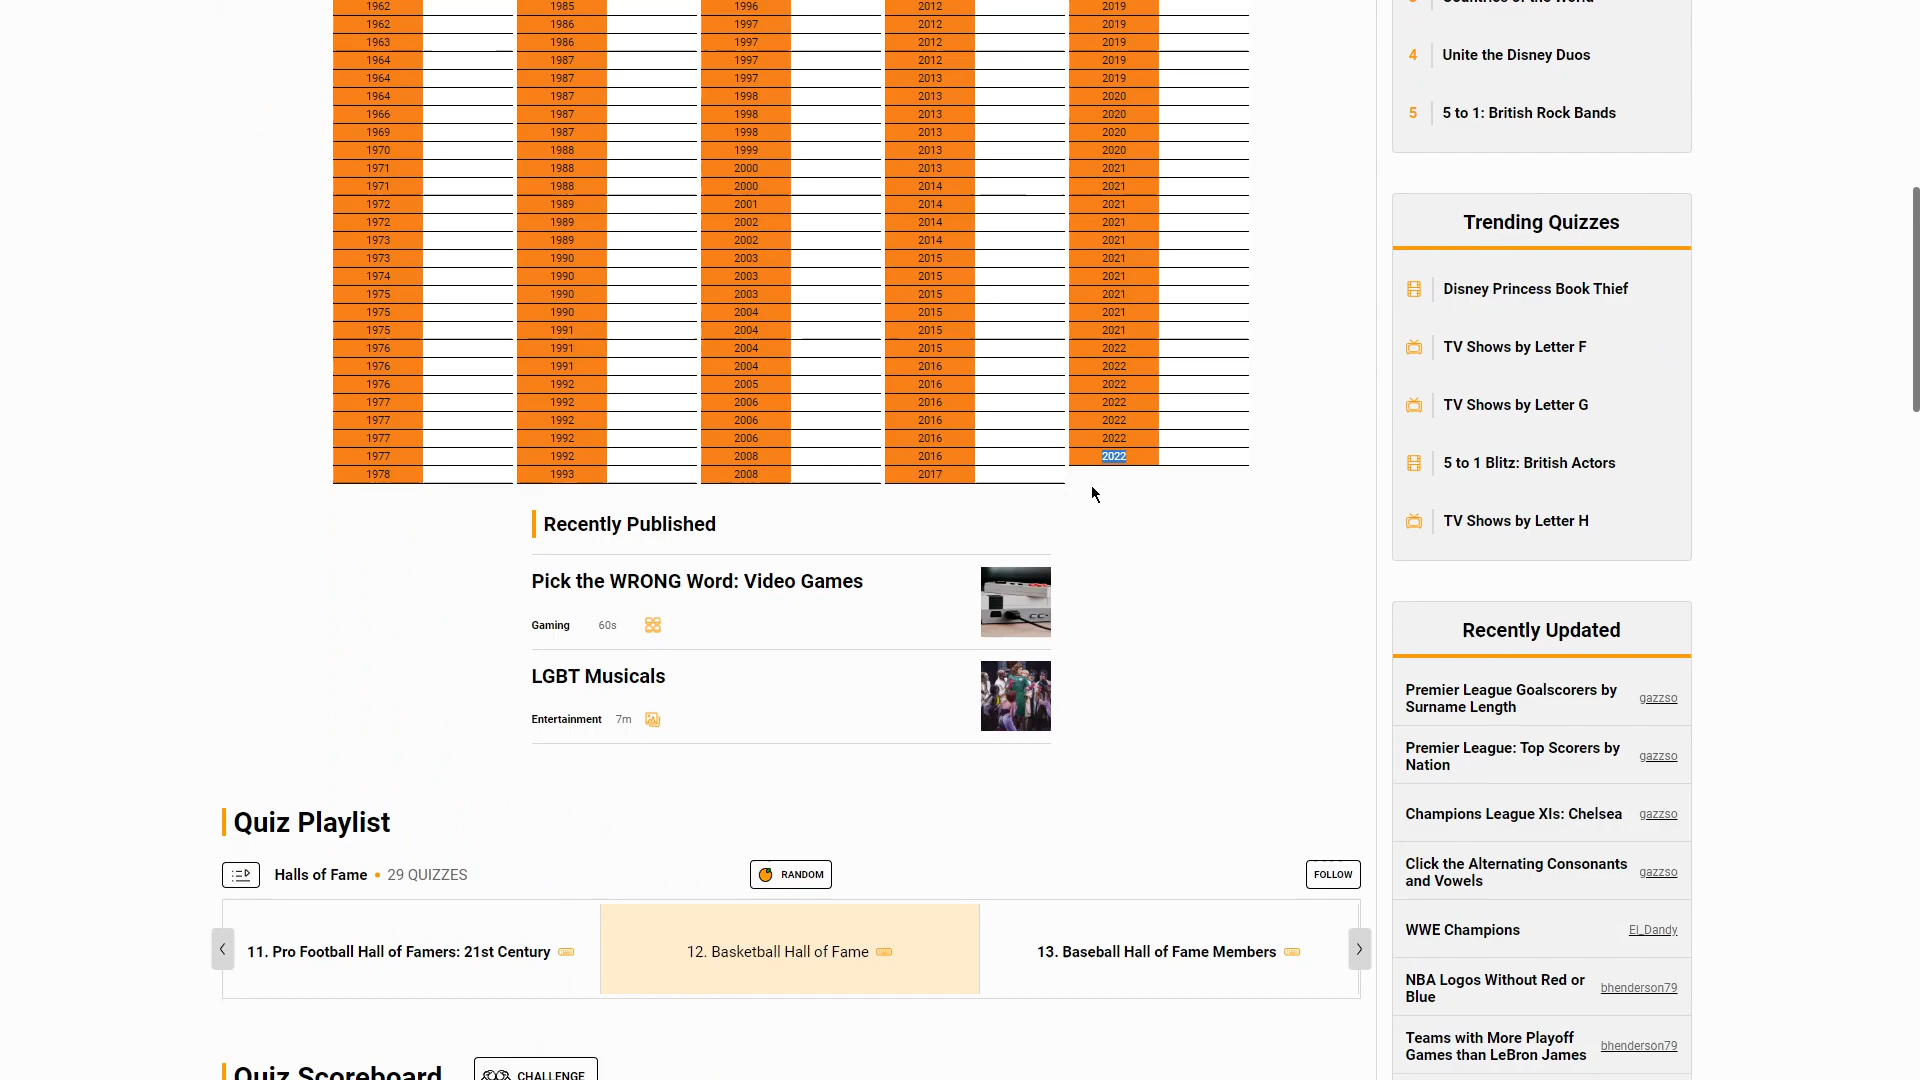 1962 1985 1996 2012 2019
1962 1986 1997 2012 2019
1963 1986 1997 2012 2019
1964 1987 1997 2012 2019
1964 1987 1997 2013 2019
1964 1987 1998 2013 2020
1966 1987 1998 2013 2020
1969 1987 1998 2013 2020
1970 1988 1999 2013 2020
1971 1988 2000 2013 2021
1971 1988 2000 2014 2021
1972 1989 2001 2014 2021
1972 1989 2002 2014 2021
1973 1989 2002 2014 2021
1973 1990 2003 2015 2021
1974 1990 2003 2015 2021
1975 1990 2003 2015 2021
1975 1990 2004 2015 2021
1975 1991 2004 2015 2021
1976 1991 2004 2015 2022
1976 1991 2004 2016 2022
1976 1992 2005 2016 2022
1977 1992 2006 2016 2022
1977 1992 2006 2016 2022
1977 1992 2006 2016 2022
1977 1992 2008 2016 2022
1978 1993 2008 2017
Recently Published
Pick the WRONG Word: Video Games
Gaming 60s
LGBT Musicals
Entertainment 7m
Quiz Playlist
Halls of Fame • 29 QUIZZES
RANDOM
FOLLOW
11. Pro Football Hall of Famers: 21st Century
12. Basketball Hall of Fame
13. Baseball Hall of Fame Members
Quiz Scoreboard
CHALLENGE
Countries of the World
4 Unite the Disney Duos
5 5 to 1: British Rock Bands
Trending Quizzes
Disney Princess Book Thief
TV Shows by Letter F
TV Shows by Letter G
5 to 1 Blitz: British Actors
TV Shows by Letter H
Recently Updated
Premier League Goalscorers by
Surname Length
gazzso
Premier League: Top Scorers by
Nation
gazzso
Champions League XIs: Chelsea gazzso
Click the Alternating Consonants
and Vowels
gazzso
WWE Champions El_Dandy
NBA Logos Without Red or
Blue
bhenderson79
Teams with More Playoff
Games than LeBron James
bhenderson79